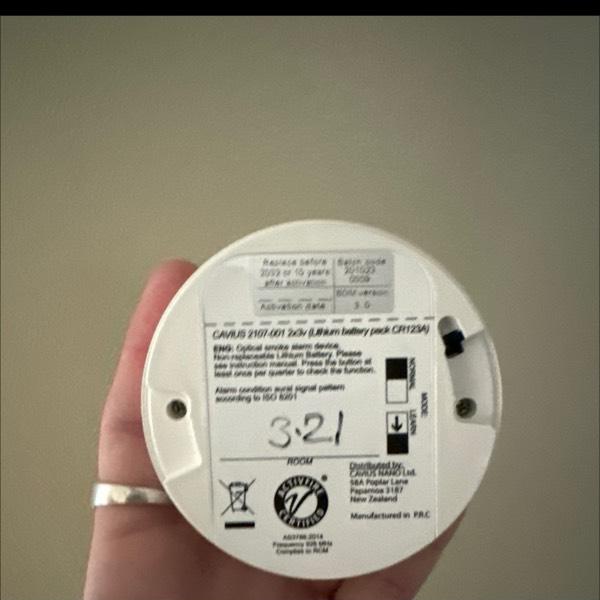 Replace before
2032 or 10 years
after activation
Activation date
Batch code
201023
0009
ROM version
3.0
CAVIUS 2107-001 2x3v (Lithium battery pack CR123A)
ENG: Optical smoke alarm device.
Non-replaceable Lithium Battery. Please
see instruction manual. Press the button at
least once per quarter to check the function.
Alarm condition aural signal pattern
according to ISO 8201
3.21
ROOM
MODE:
NORMAL
LEARN
ACTIVFIRE
CERTIFIED
®
AS3786:2014
Complies to RCM
Distributed by:
CAVIUS NANO Ltd.
58A Poplar Lane
Papamoa 3187
New Zealand
Manufactured in P.R.C